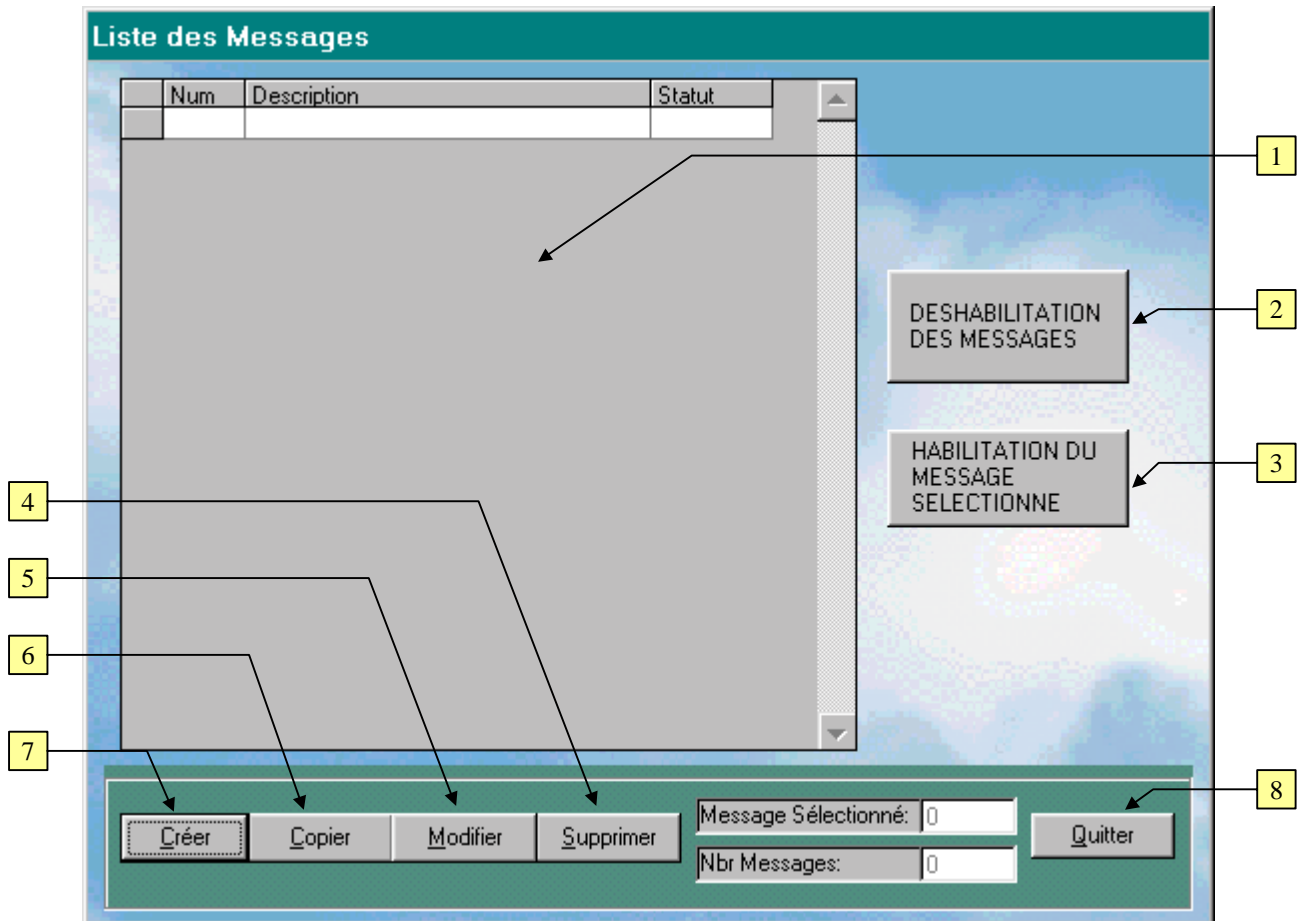 Liste des Messages
Num Description Statut
1
DESHABILITATION
DES MESSAGES
2
HABILITATION DU
MESSAGE
SELECTIONNE
3
4
5
6
7
8
Créer Copier Modifier Supprimer Message Sélectionné: 0 Quitter
Nbr Messages: 0